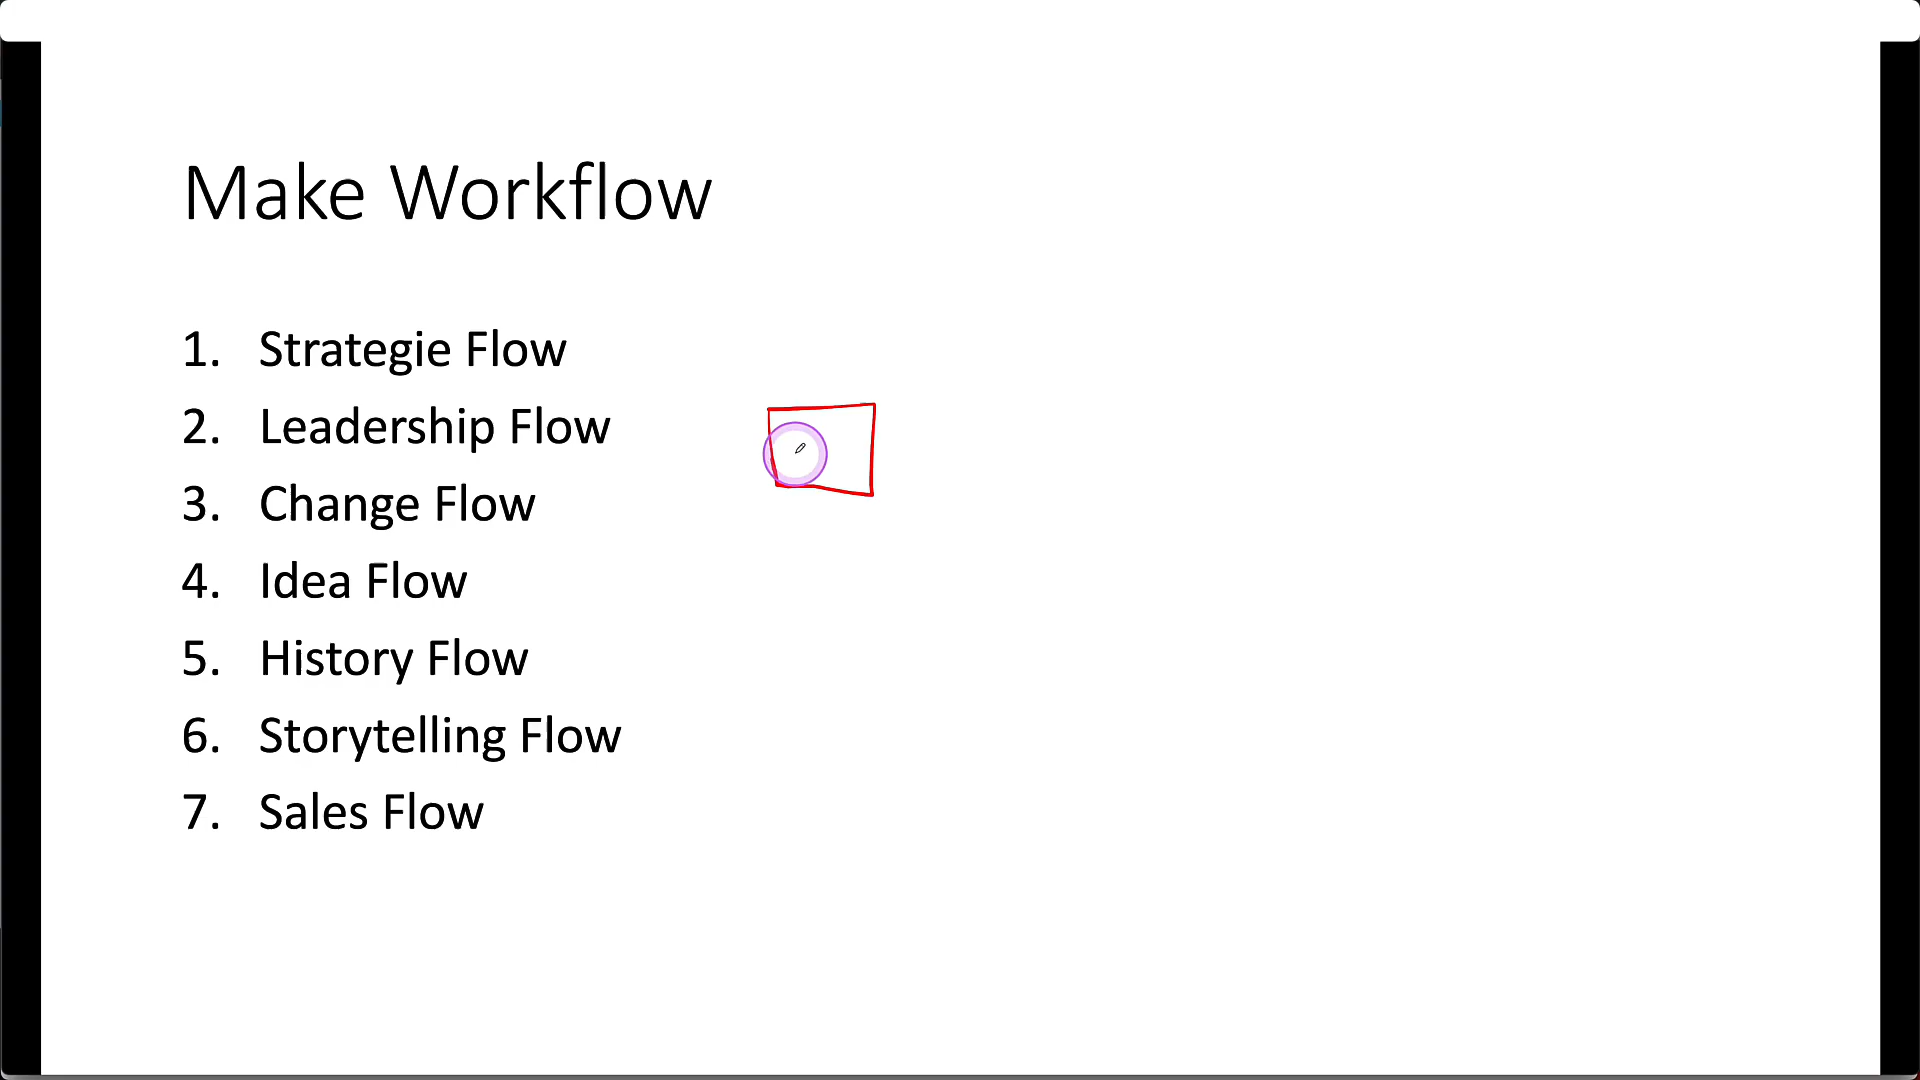 Make Workflow
1. Strategie Flow
2. Leadership Flow
3. Change Flow
4. Idea Flow
5. History Flow
6. Storytelling Flow
7. Sales Flow